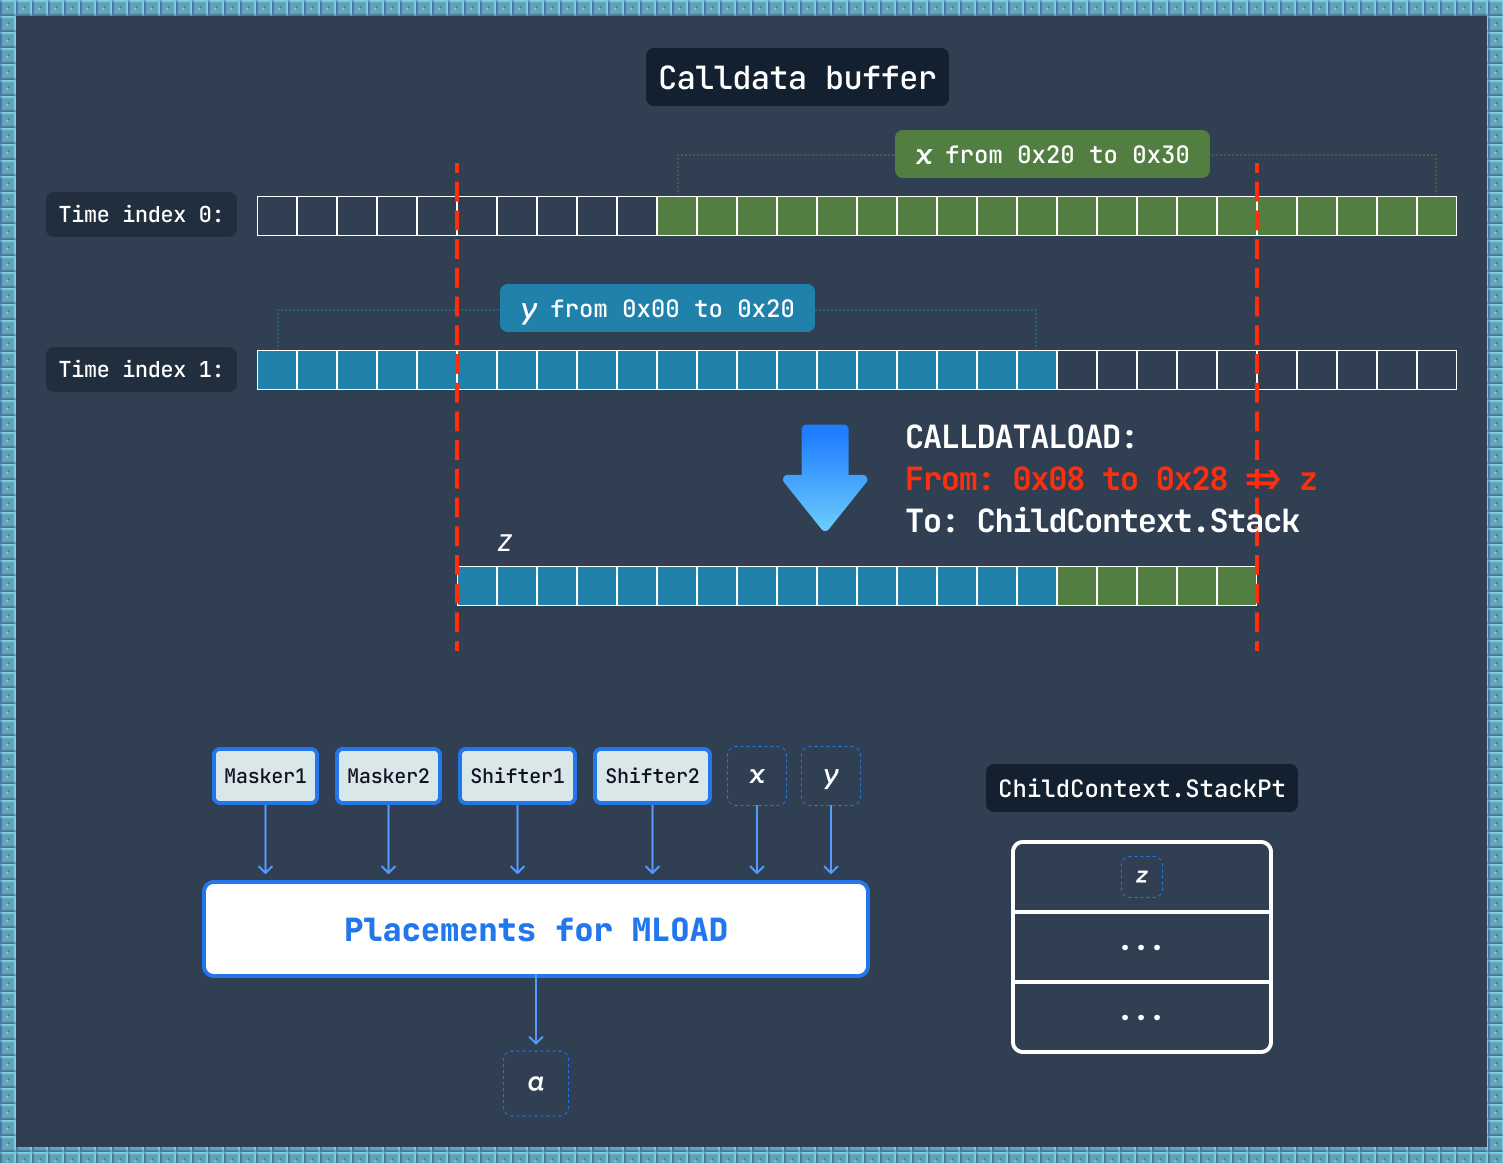 Calldata buffer
x from 0x20 to 0x30
Time index 0:
y from 0x00 to 0x20
Time index 1:
CALLDATALOAD:
From: 0x08 to 0x28 => z
To: ChildContext.Stack
z
Masker1
Masker2
Shifter1
Shifter2
x
y
ChildContext.StackPt
z
Placements for MLOAD
...
...
a